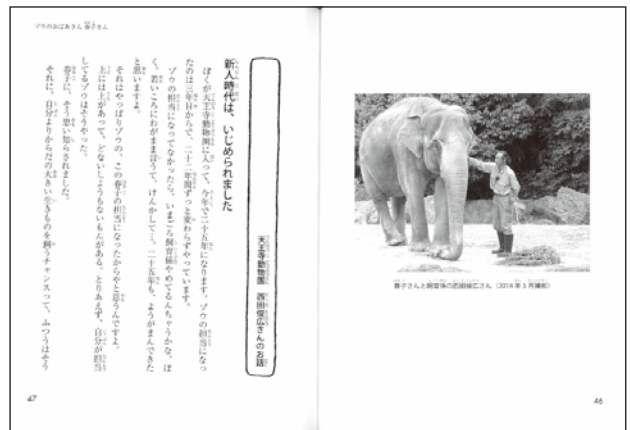 春子さんと飼育係の西田俊広さん（2014年5月撮影）
46
ゾウのおばあさん 春子さん
天王寺動物園 西田俊広さんのお話
新人時代は、いじめられました
ぼくが天王寺動物園に入って、今年で二十五年になります。ゾウの担当になっ
たのは三年目からで、二十二年間ずっと変わらずやっています。
ゾウの担当になってなかったら、いまごろ飼育係やめてるんちゃうかな、ぼ
く。若いころにわがまま言うて、けんかして…。二十五年も、ようがまんできた
と思いますよ。
それはやっぱりゾウの、この春子の担当になったからやと思うんですよ。
上には上があって、どないしようもないもんがある。とりあえず、自分が担当
してるゾウはそうやった。
春子に、そう思い知らされました。
それに、自分よりからだの大きい生きものを飼うチャンスって、ふつうはそう
47